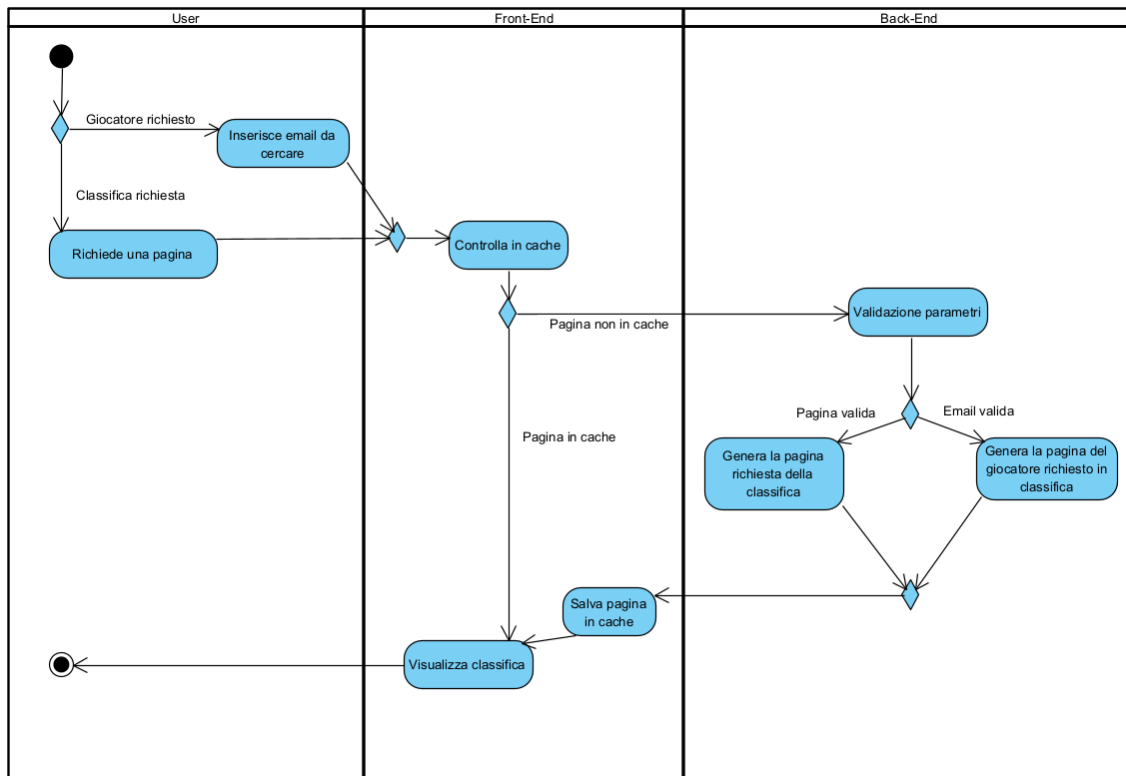 User
Front-End
Back-End
Giocatore richiesto
Inserisce email da
cercare
Classifica richiesta
Richiede una pagina
Controlla in cache
Pagina non in cache
Validazione parametri
Pagina valida
Email valida
Pagina in cache
Genera la pagina
richiesta della
classifica
Genera la pagina del
giocatore richiesto in
classifica
Salva pagina
in cache
Visualizza classifica